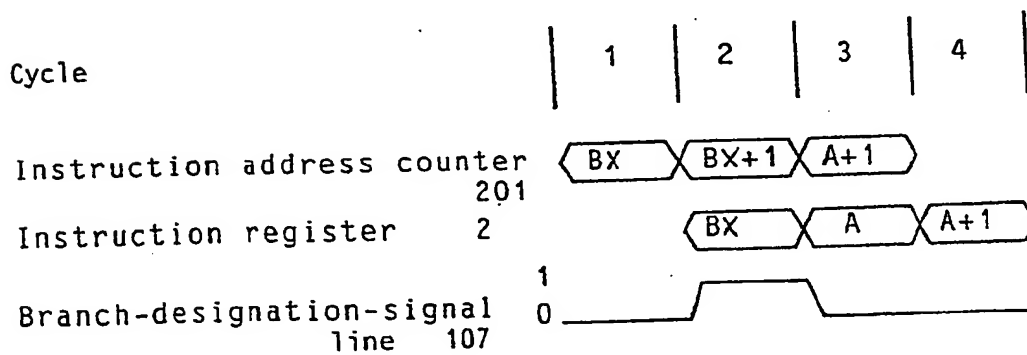 Cycle 1 2 3 4
Instruction address counter BX BX+1 A+1
201
Instruction register 2 BX A A+1
1
Branch-designation-signal 0
line 107